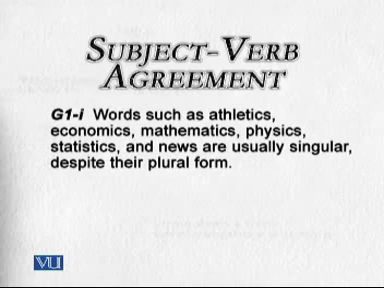 SUBJECT-VERB
AGREEMENT
G1-i Words such as athletics,
economics, mathematics, physics,
statistics, and news are usually singular,
despite their plural form.
VU